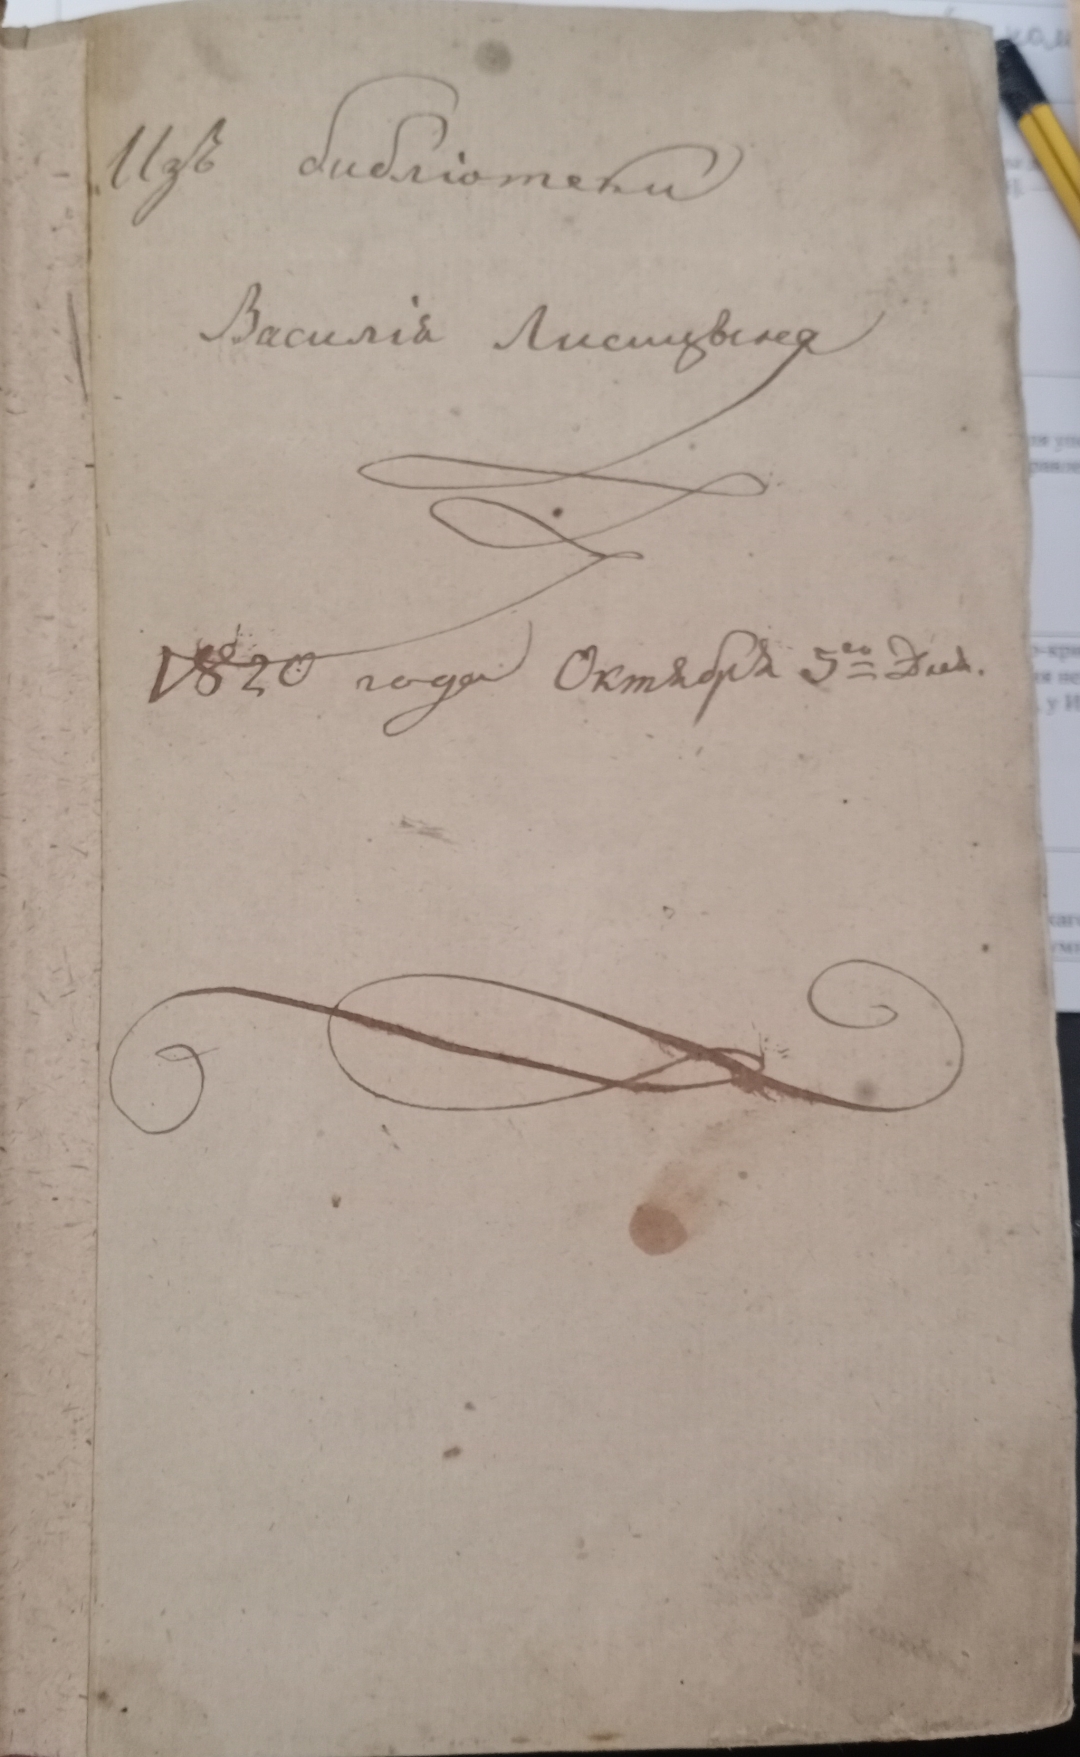 Изъ библіотеки
Василія Лисицына
1820 года Октября 5го Дня.